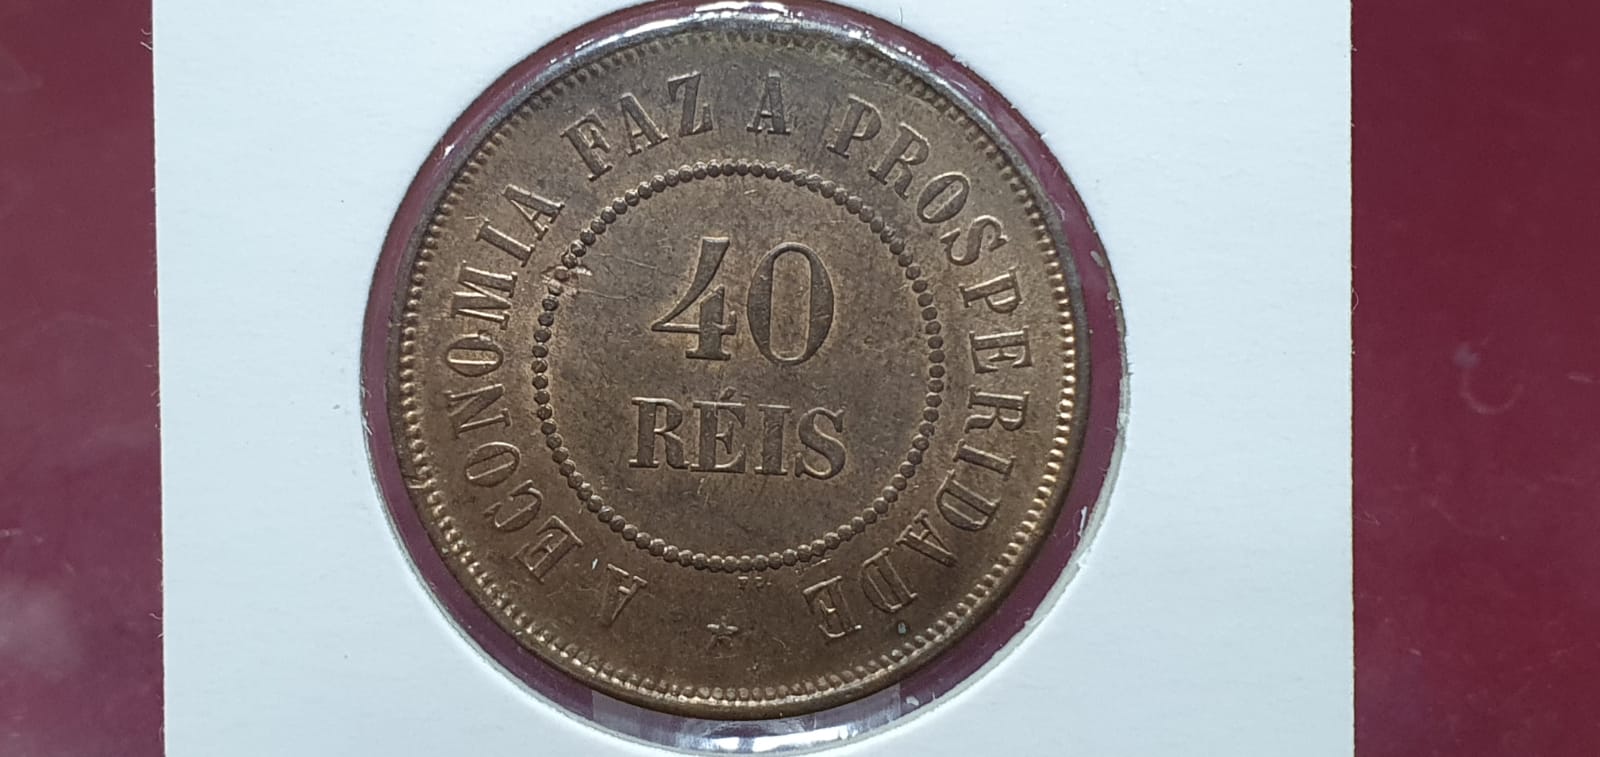 A ECONOMIA FAZ A PROSPERIDADE
40
RÉIS